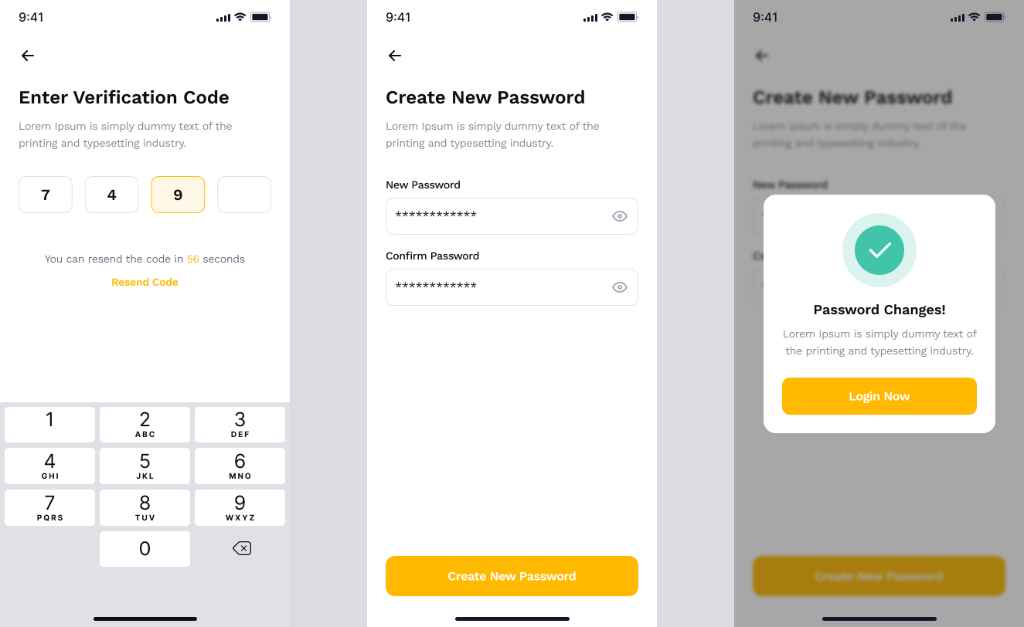 9:41
Enter Verification Code
Lorem Ipsum is simply dummy text of the
printing and typesetting industry.
7 4 9
You can resend the code in 56 seconds
Resend Code
1 2 3
ABC DEF
4 5 6
GHI JKL MNO
7 8 9
PQRS TUV WXYZ
0
9:41
Create New Password
Lorem Ipsum is simply dummy text of the
printing and typesetting industry.
New Password
************
Confirm Password
************
Create New Password
9:41
Create New Password
Lorem Ipsum is simply dummy text of the
printing and typesetting industry.
New Password
Password Changes!
Lorem Ipsum is simply dummy text of
the printing and typesetting industry.
Login Now
Create New Password